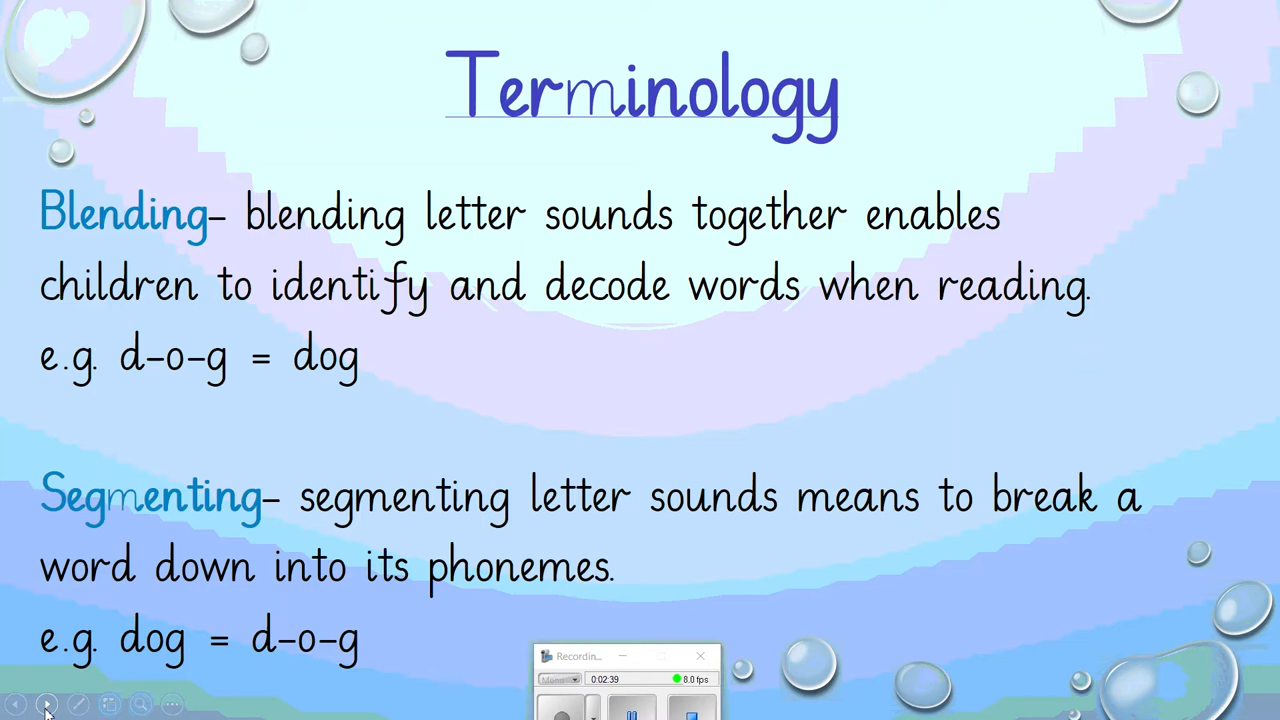 Terminology
Blending- blending letter sounds together enables
children to identify and decode words when reading.
e.g. d-o-g = dog
Segmenting- segmenting letter sounds means to break a
word down into its phonemes.
e.g. dog = d-o-g
Recordin...
Menu
0:02:39
8.0 fps